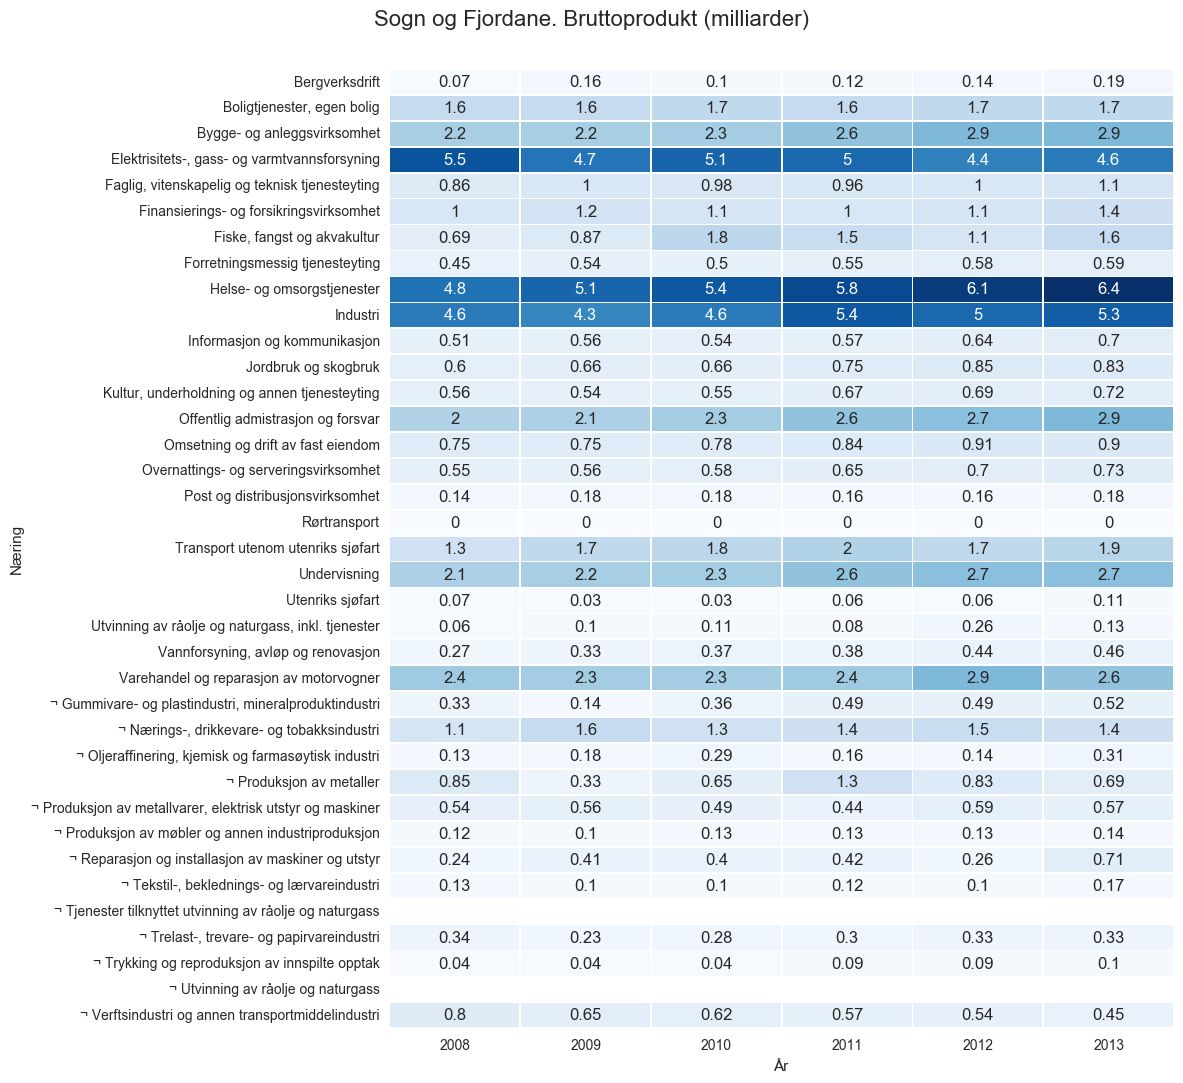 Sogn og Fjordane. Bruttoprodukt (milliarder)
Bergverksdrift 0.07 0.16 0.1 0.12 0.14 0.19
Boligtjenester, egen bolig 1.6 1.6 1.7 1.6 1.7 1.7
Bygge- og anleggsvirksomhet 2.2 2.2 2.3 2.6 2.9 2.9
Elektrisitets-, gass- og varmtvannsforsyning 5.5 4.7 5.1 5 4.4 4.6
Faglig, vitenskapelig og teknisk tjenesteyting 0.86 1 0.98 0.96 1 1.1
Finansierings- og forsikringsvirksomhet 1 1.2 1.1 1 1.1 1.4
Fiske, fangst og akvakultur 0.69 0.87 1.8 1.5 1.1 1.6
Forretningsmessig tjenesteyting 0.45 0.54 0.5 0.55 0.58 0.59
Helse- og omsorgstjenester 4.8 5.1 5.4 5.8 6.1 6.4
Industri 4.6 4.3 4.6 5.4 5 5.3
Informasjon og kommunikasjon 0.51 0.56 0.54 0.57 0.64 0.7
Jordbruk og skogbruk 0.6 0.66 0.66 0.75 0.85 0.83
Kultur, underholdning og annen tjenesteyting 0.56 0.54 0.55 0.67 0.69 0.72
Offentlig admistrasjon og forsvar 2 2.1 2.3 2.6 2.7 2.9
Omsetning og drift av fast eiendom 0.75 0.75 0.78 0.84 0.91 0.9
Overnattings- og serveringsvirksomhet 0.55 0.56 0.58 0.65 0.7 0.73
Post og distribusjonsvirksomhet 0.14 0.18 0.18 0.16 0.16 0.18
Rørtransport 0 0 0 0 0 0
Transport utenom utenriks sjøfart 1.3 1.7 1.8 2 1.7 1.9
Undervisning 2.1 2.2 2.3 2.6 2.7 2.7
Utenriks sjøfart 0.07 0.03 0.03 0.06 0.06 0.11
Utvinning av råolje og naturgass, inkl. tjenester 0.06 0.1 0.11 0.08 0.26 0.13
Vannforsyning, avløp og renovasjon 0.27 0.33 0.37 0.38 0.44 0.46
Varehandel og reparasjon av motorvogner 2.4 2.3 2.3 2.4 2.9 2.6
¬ Gummivare- og plastindustri, mineralproduktindustri 0.33 0.14 0.36 0.49 0.49 0.52
¬ Nærings-, drikkevare- og tobakksindustri 1.1 1.6 1.3 1.4 1.5 1.4
¬ Oljeraffinering, kjemisk og farmasøytisk industri 0.13 0.18 0.29 0.16 0.14 0.31
¬ Produksjon av metaller 0.85 0.33 0.65 1.3 0.83 0.69
¬ Produksjon av metallvarer, elektrisk utstyr og maskiner 0.54 0.56 0.49 0.44 0.59 0.57
¬ Produksjon av møbler og annen industriproduksjon 0.12 0.1 0.13 0.13 0.13 0.14
¬ Reparasjon og installasjon av maskiner og utstyr 0.24 0.41 0.4 0.42 0.26 0.71
¬ Tekstil-, beklednings- og lærvareindustri 0.13 0.1 0.1 0.12 0.1 0.17
¬ Tjenester tilknyttet utvinning av råolje og naturgass
¬ Trelast-, trevare- og papirvareindustri 0.34 0.23 0.28 0.3 0.33 0.33
¬ Trykking og reproduksjon av innspilte opptak 0.04 0.04 0.04 0.09 0.09 0.1
¬ Utvinning av råolje og naturgass
¬ Verftsindustri og annen transportmiddelindustri 0.8 0.65 0.62 0.57 0.54 0.45
2008 2009 2010 2011 2012 2013
År
Næring